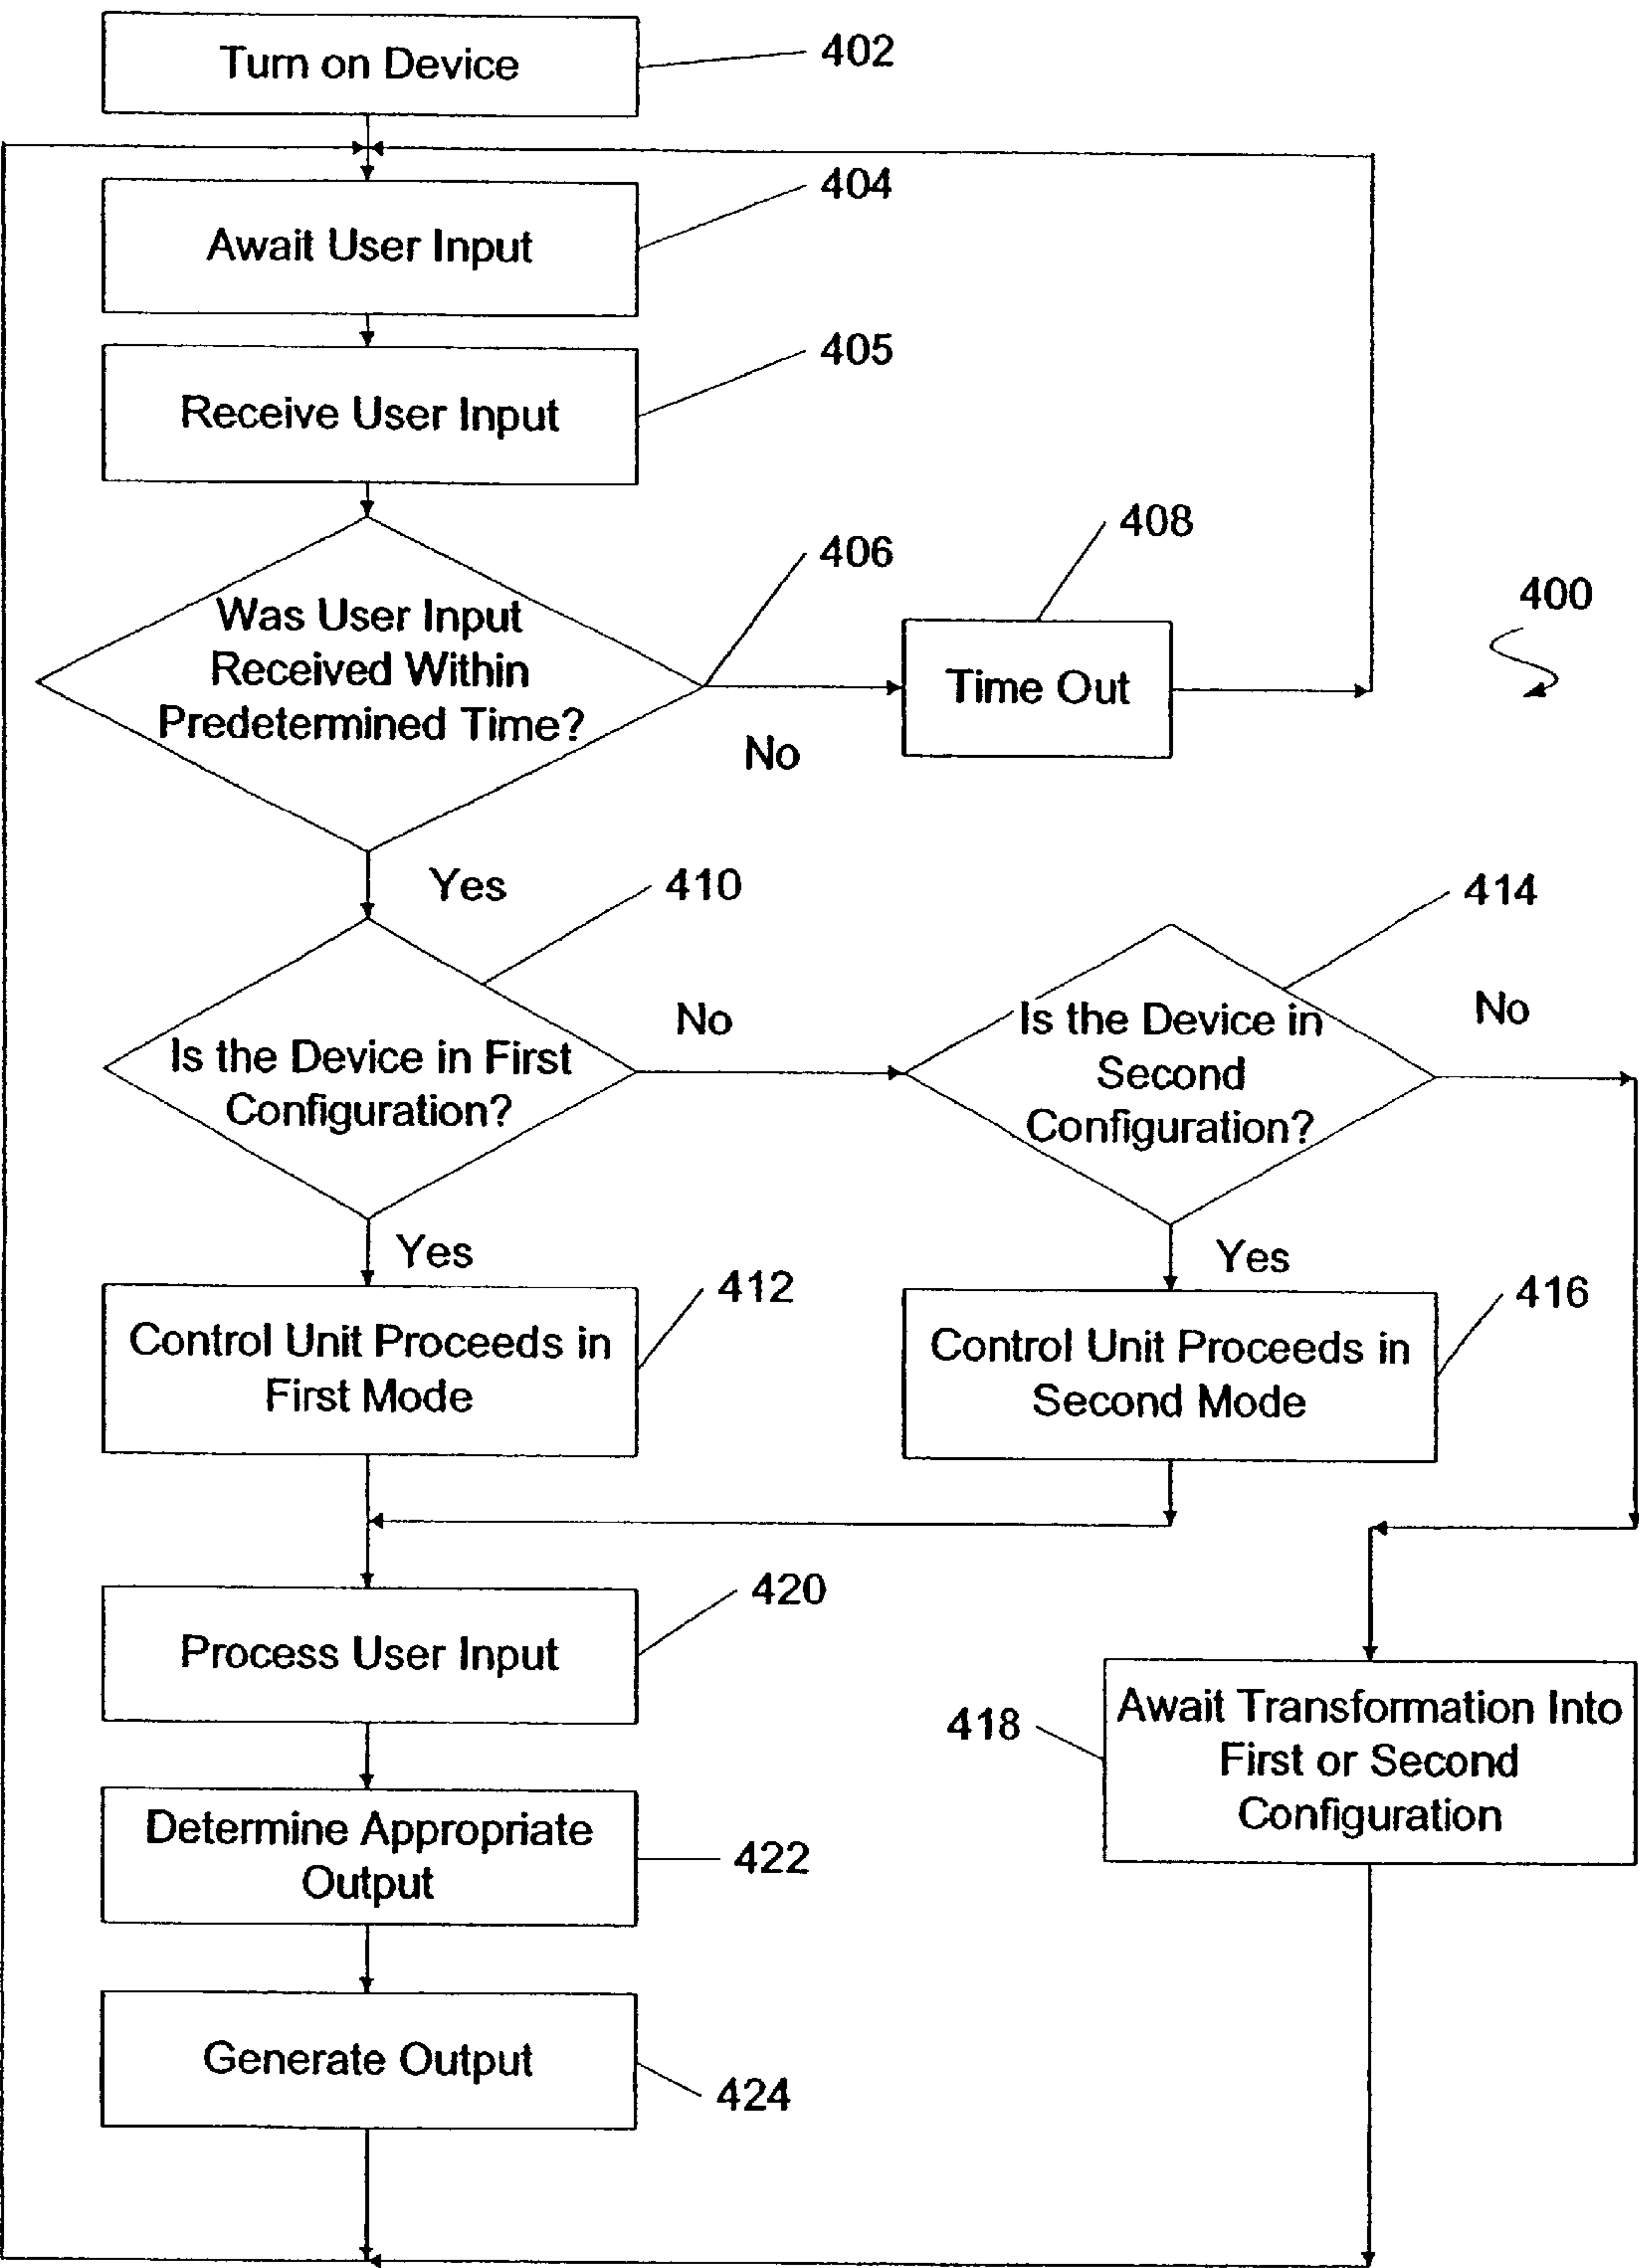 Turn on Device
402
404
Await User Input
405
Receive User Input
406
408
400
Was User Input
Received Within
Predetermined Time?
Time Out
No
Yes
410
414
No
No
Is the Device in First
Configuration?
Is the Device in
Second
Configuration?
Yes
Yes
412
416
Control Unit Proceeds in
First Mode
Control Unit Proceeds in
Second Mode
420
Process User Input
418
Await Transformation Into
First or Second
Configuration
Determine Appropriate
Output
422
Generate Output
424